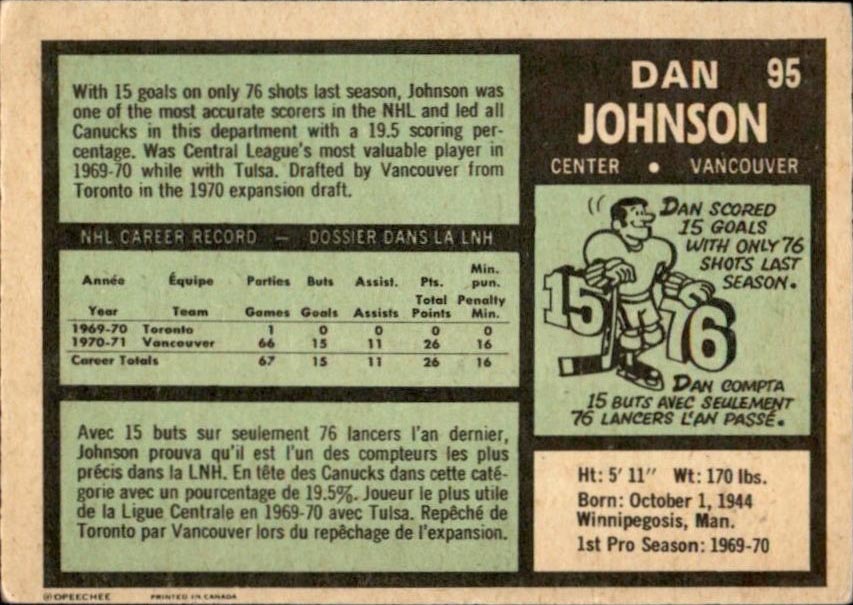 With 15 goals on only 76 shots last season, Johnson was
one of the most accurate scorers in the NHL and led all
Canucks in this department with a 19.5 scoring per-
centage. Was Central League's most valuable player in
1969-70 while with Tulsa. Drafted by Vancouver from
Toronto in the 1970 expansion draft.
NHL CAREER RECORD — DOSSIER DANS LA LNH
Année Équipe Parties Buts Assist. Pts. Min. pun.
Year Team Games Goals Assists Total Points Penalty Min.
1969-70 Toronto 1 0 0 0 0
1970-71 Vancouver 66 15 11 26 16
Career Totals 67 15 11 26 16
Avec 15 buts sur seulement 76 lancers l'an dernier,
Johnson prouva qu'il est l'un des compteurs les plus
précis dans la LNH. En tête des Canucks dans cette caté-
gorie avec un pourcentage de 19.5%. Joueur le plus utile
de la Ligue Centrale en 1969-70 avec Tulsa. Repêché de
Toronto par Vancouver lors du repêchage de l'expansion.
DAN 95
JOHNSON
CENTER • VANCOUVER
DAN SCORED
15 GOALS
WITH ONLY 76
SHOTS LAST
SEASON.
15
76
DAN COMPTA
15 BUTS AVEC SEULEMENT
76 LANCERS L'AN PASSÉ.
Ht: 5' 11" Wt: 170 lbs.
Born: October 1, 1944
Winnipegosis, Man.
1st Pro Season: 1969-70
© OPEECHEE PRINTED IN CANADA